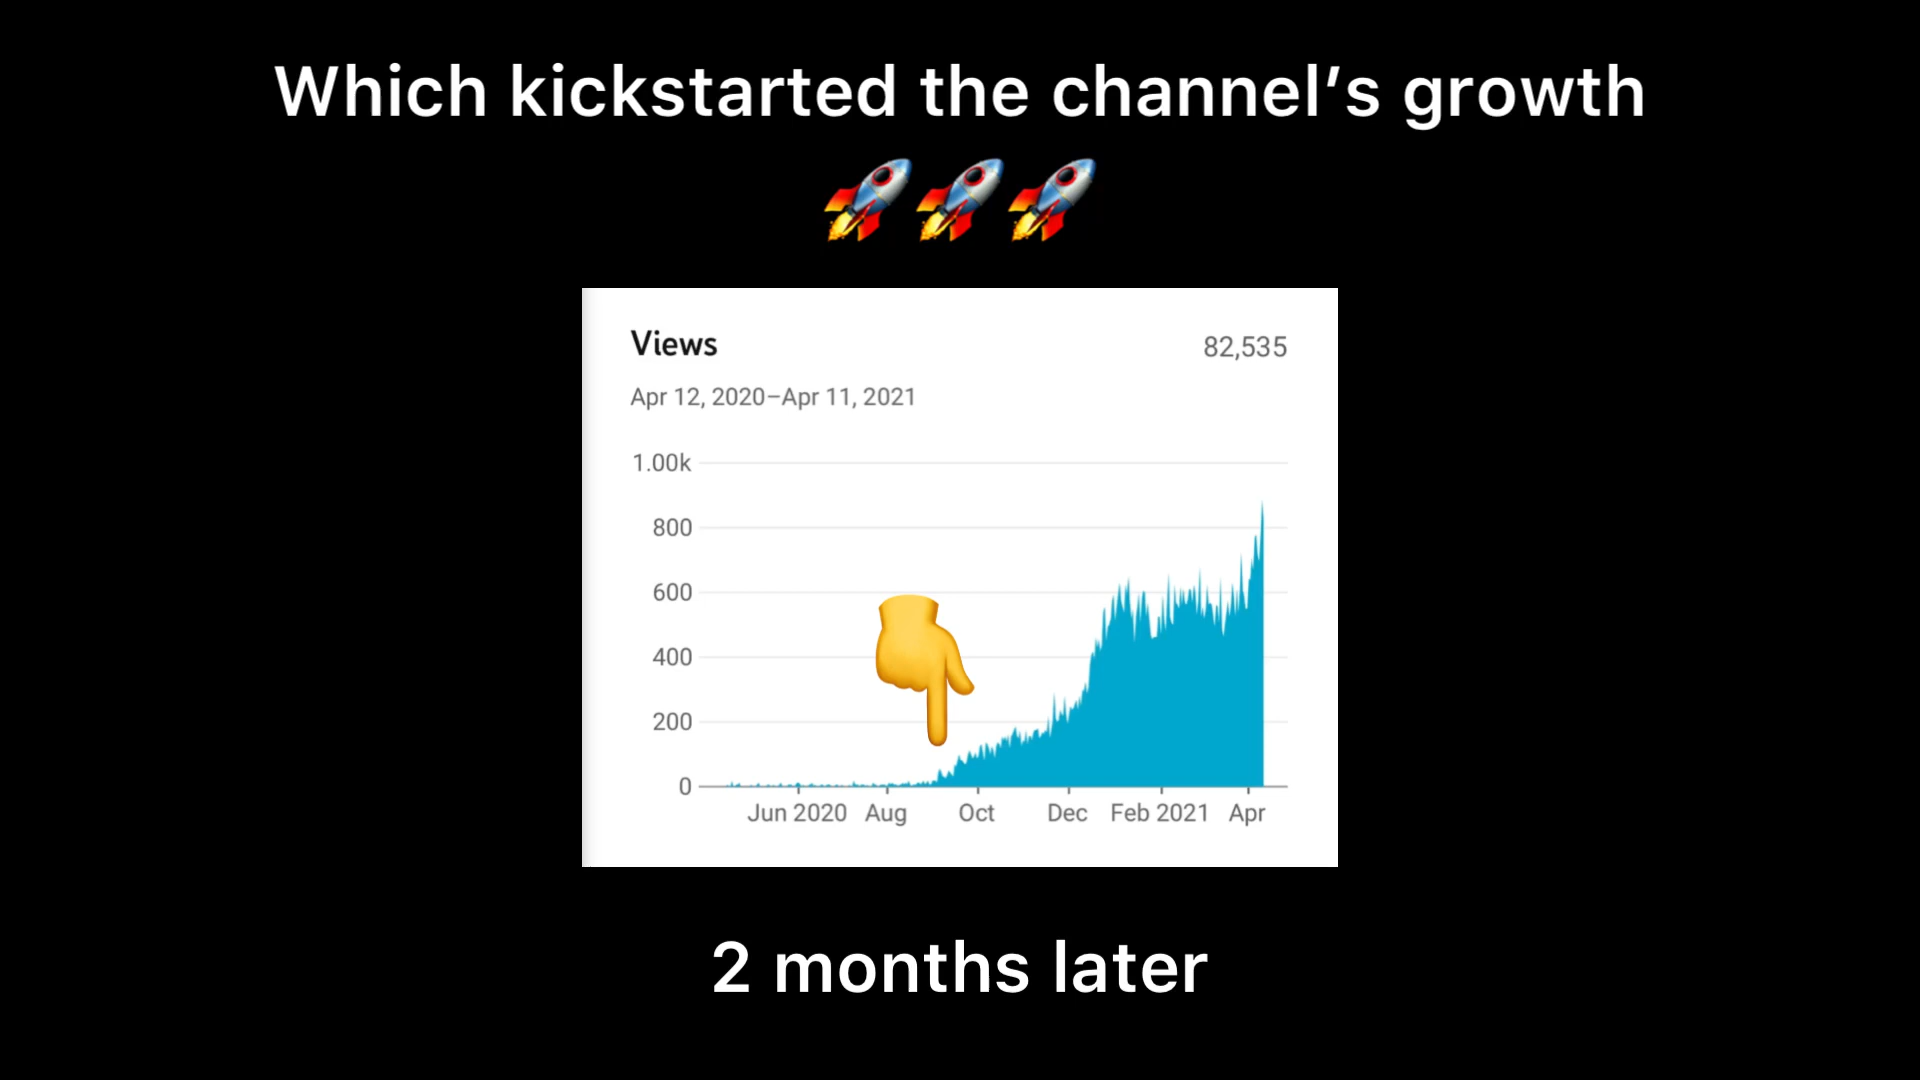 Which kickstarted the channel’s growth
🚀🚀🚀
Views
82,535
Apr 12, 2020–Apr 11, 2021
1.00k
800
600
400
200
0
Jun 2020 Aug Oct Dec Feb 2021 Apr
2 months later